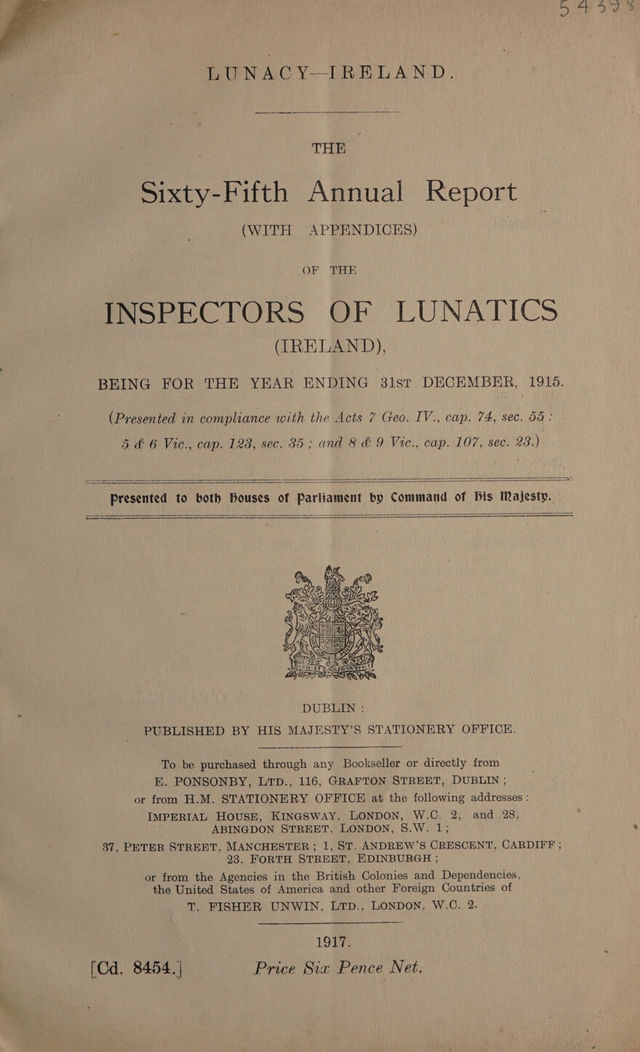 54398
LUNACY—IRELAND.
THE
Sixty-Fifth Annual Report
(WITH APPENDICES)
OF THE
INSPECTORS OF LUNATICS
(IRELAND),
BEING FOR THE YEAR ENDING 31ST DECEMBER, 1915.
(Presented in compliance with the Acts 7 Geo. IV., cap. 74, sec. 55 :
5 & 6 Vic., cap. 123, sec. 35 ; and 8 & 9 Vic., cap. 107, sec. 23.)
Presented to both Houses of Parliament by Command of His Majesty.
DUBLIN :
PUBLISHED BY HIS MAJESTY'S STATIONERY OFFICE.
To be purchased through any Bookseller or directly from
E. PONSONBY, LTD., 116, GRAFTON STREET, DUBLIN ;
or from H.M. STATIONERY OFFICE at the following addresses :
IMPERIAL HOUSE, KINGSWAY, LONDON, W.C. 2, and 28,
ABINGDON STREET, LONDON, S.W. 1 ;
37, PETER STREET, MANCHESTER ; 1, ST. ANDREW'S CRESCENT, CARDIFF ;
23, FORTH STREET, EDINBURGH ;
or from the Agencies in the British Colonies and Dependencies,
the United States of America and other Foreign Countries of
T. FISHER UNWIN, LTD., LONDON, W.C. 2.
1917.
[Cd. 8454.] Price Six Pence Net.